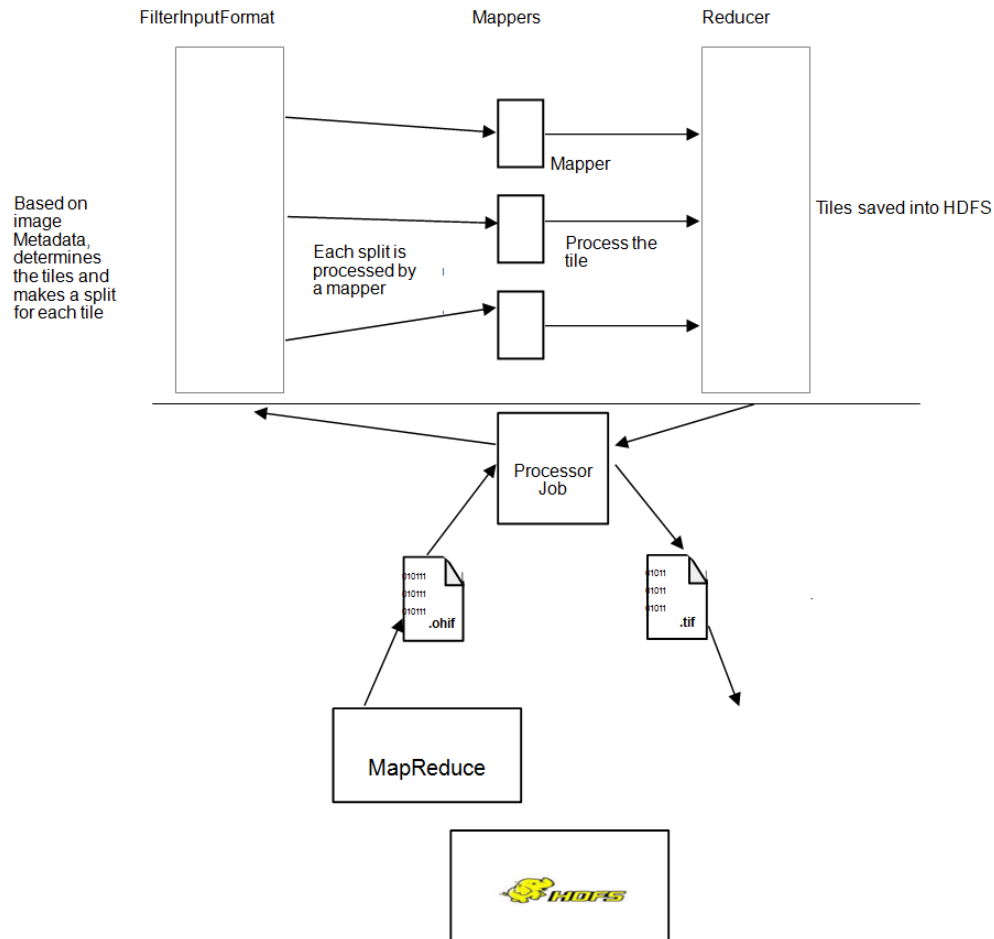 FilterInputFormat
Mappers
Reducer
Mapper
Based on
image
Metadata,
determines
the tiles and
makes a split
for each tile
Each split is
processed by
a mapper
Process the
tile
Tiles saved into HDFS
Processor
Job
010111
010111
010111
.ohif
01011
01011
01011
.tif
MapReduce
HDFS